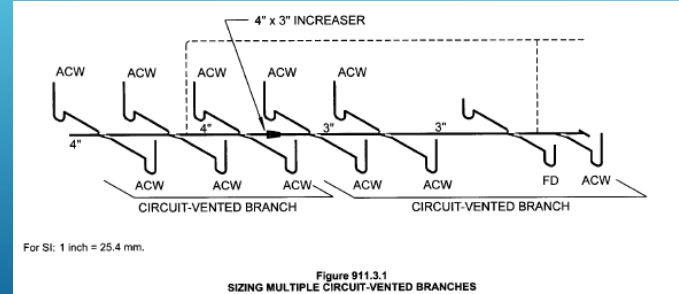 4" x 3" INCREASER
ACW ACW ACW ACW ACW
4" 4" 3" 3"
ACW ACW ACW ACW ACW FD ACW
CIRCUIT-VENTED BRANCH CIRCUIT-VENTED BRANCH
For SI: 1 inch = 25.4 mm.
Figure 911.3.1
SIZING MULTIPLE CIRCUIT-VENTED BRANCHES